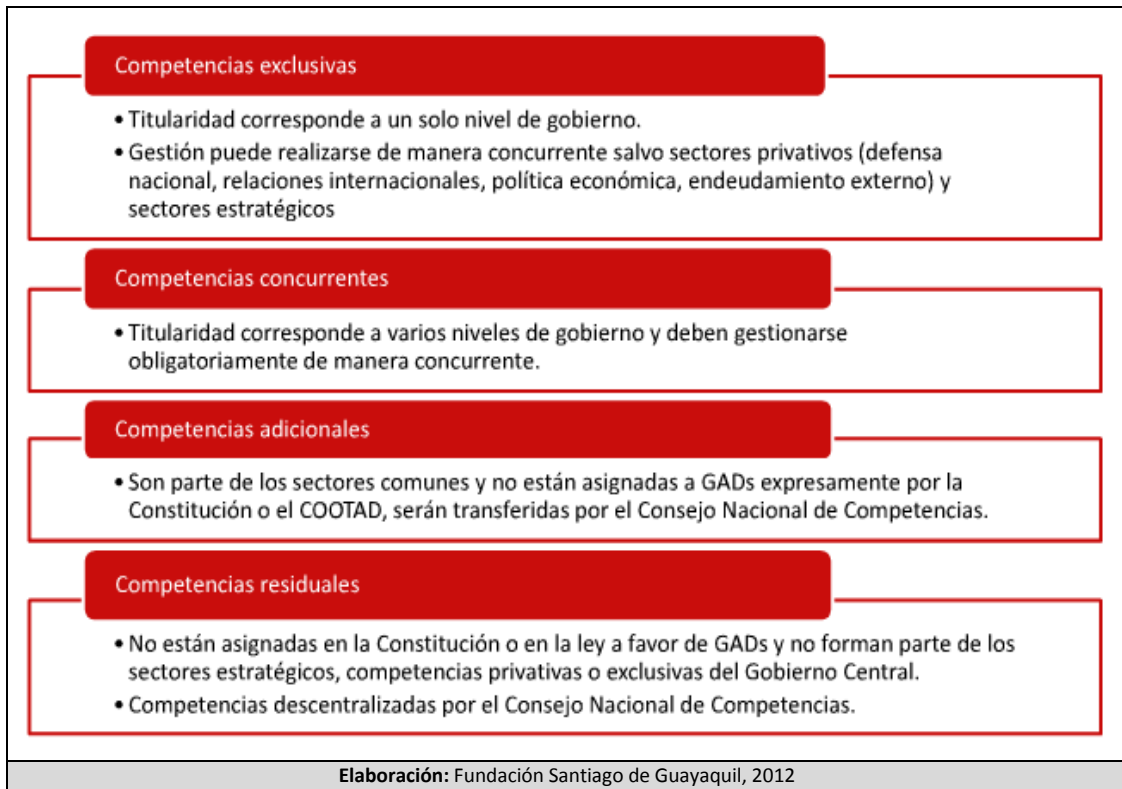 Competencias exclusivas
• Titularidad corresponde a un solo nivel de gobierno.
• Gestión puede realizarse de manera concurrente salvo sectores privativos (defensa
nacional, relaciones internacionales, política económica, endeudamiento externo) y
sectores estratégicos
Competencias concurrentes
• Titularidad corresponde a varios niveles de gobierno y deben gestionarse
obligatoriamente de manera concurrente.
Competencias adicionales
• Son parte de los sectores comunes y no están asignadas a GADs expresamente por la
Constitución o el COOTAD, serán transferidas por el Consejo Nacional de Competencias.
Competencias residuales
• No están asignadas en la Constitución o en la ley a favor de GADs y no forman parte de los
sectores estratégicos, competencias privativas o exclusivas del Gobierno Central.
• Competencias descentralizadas por el Consejo Nacional de Competencias.
Elaboración: Fundación Santiago de Guayaquil, 2012